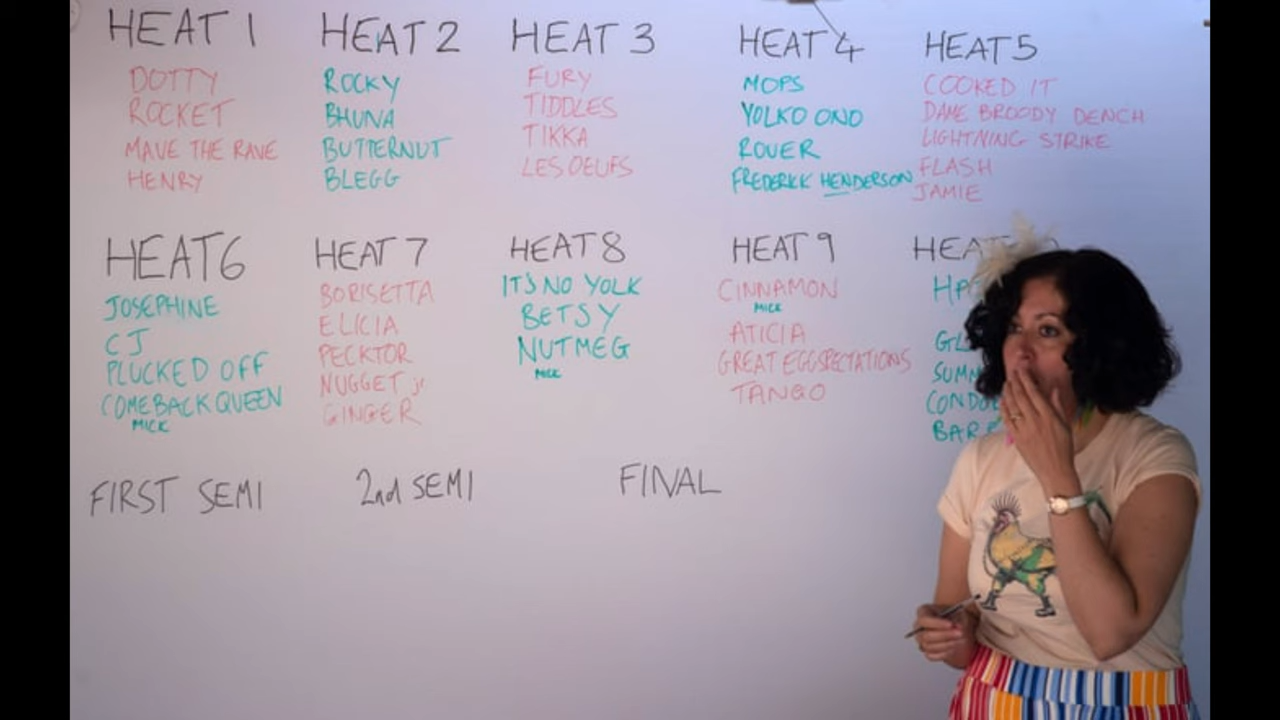 HEAT 1
DOTTY
ROCKET
MAVE THE RAVE
HENRY
HEAT 2
ROCKY
BHUNA
BUTTERNUT
BLEGG
HEAT 3
FURY
TIDDLES
TIKKA
LES OEUFS
HEAT 4
MOPS
YOLKO ONO
ROVER
FREDERICK HENDERSON
HEAT 5
COOKED IT
DAME BROODY DENCH
LIGHTNING STRIKE
FLASH
JAMIE
HEAT 6
JOSEPHINE
CJ
PLUCKED OFF
COMEBACK QUEEN
MICK
HEAT 7
BORISETTA
ELICIA
PECKTOR
NUGGET jr
GINGER
HEAT 8
IT'S NO YOLK
BETSY
NUTMEG
MICK
HEAT 9
CINNAMON
MICK
ATICIA
GREAT EGGSPECTATIONS
TANGO
HEAT
FIRST SEMI
2nd SEMI
FINAL